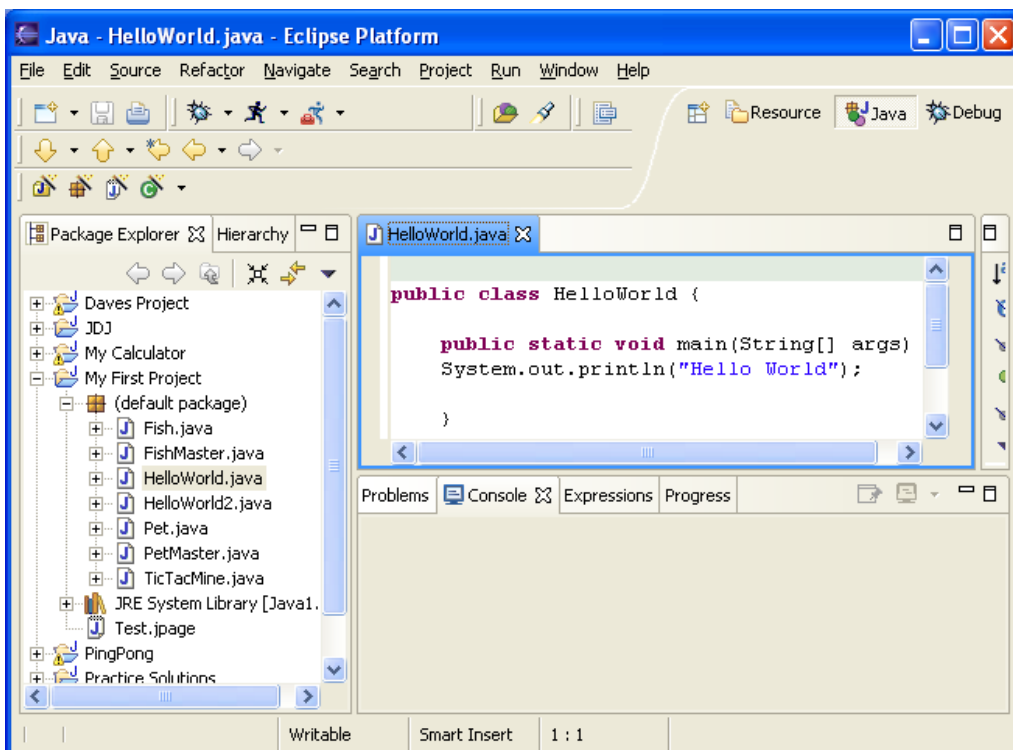 Java - HelloWorld.java - Eclipse Platform
File Edit Source Refactor Navigate Search Project Run Window Help
Resource Java Debug
Package Explorer Hierarchy
HelloWorld.java
Daves Project
JDJ
My Calculator
My First Project
(default package)
Fish.java
FishMaster.java
HelloWorld.java
HelloWorld2.java
Pet.java
PetMaster.java
TicTacMine.java
JRE System Library [Java1.
Test.jpage
PingPong
Practice Solutions
public class HelloWorld {
public static void main(String[] args)
System.out.println("Hello World");
}
Problems Console Expressions Progress
Writable Smart Insert 1 : 1